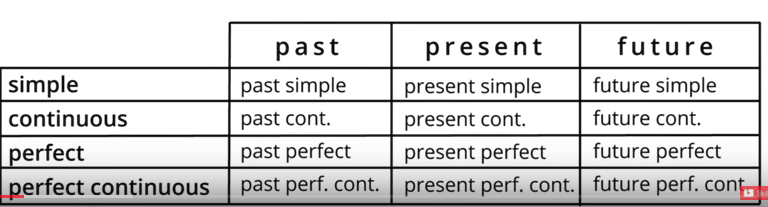 past present future
simple past simple present simple future simple
continuous past cont. present cont. future cont.
perfect past perfect present perfect future perfect
perfect continuous past perf. cont. present perf. cont. future perf. cont